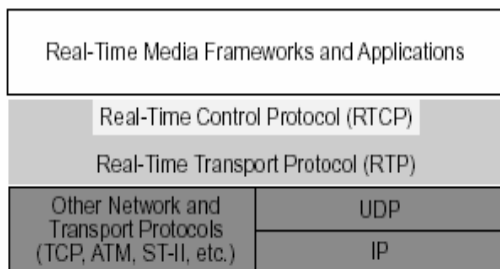 Real-Time Media Frameworks and Applications
Real-Time Control Protocol (RTCP)
Real-Time Transport Protocol (RTP)
Other Network and
Transport Protocols
(TCP, ATM, ST-II, etc.)
UDP
IP